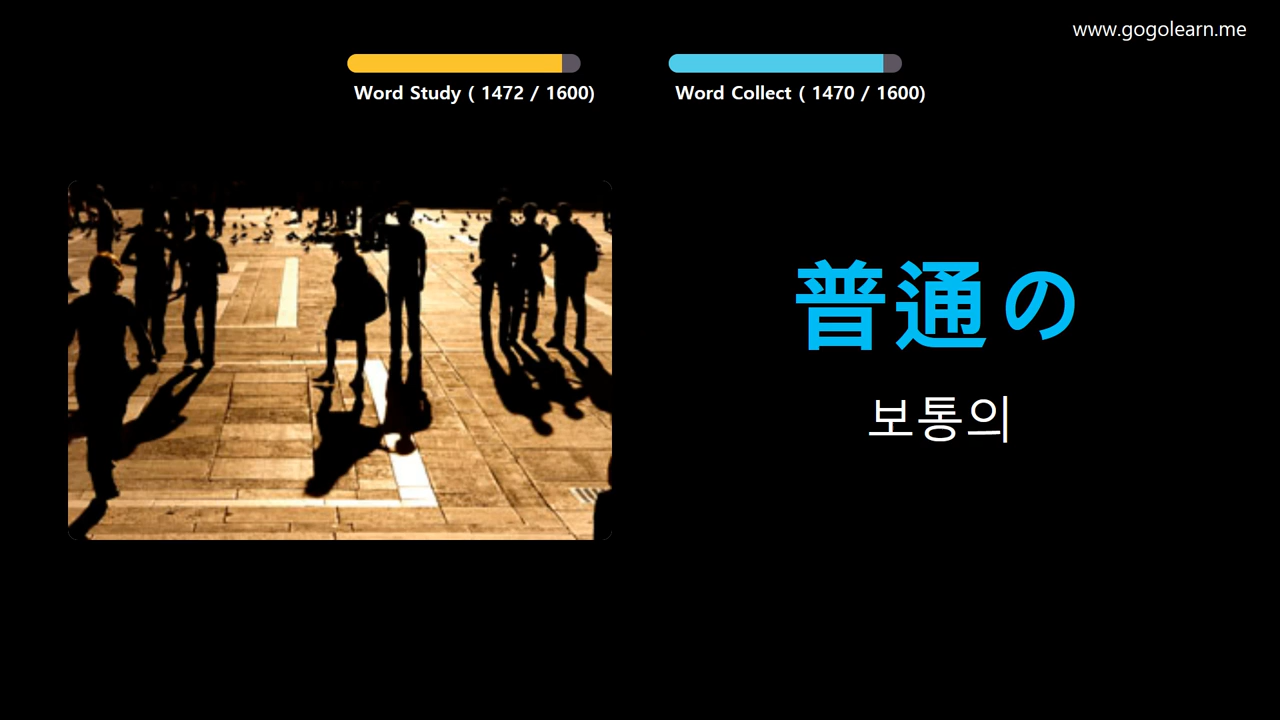 www.gogolearn.me
Word Study ( 1472 / 1600)
Word Collect ( 1470 / 1600)
普通の
보통의